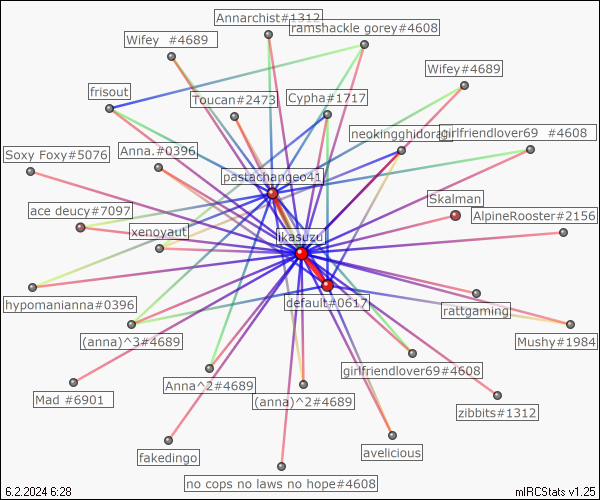 Annarchist#1312
ramshackle gorey#4608
Wifey  #4689
Wifey#4689
frisout
Toucan#2473
Cypha#1717
neokingghidorah
girlfriendlover69  #4608
Soxy Foxy#5076
Anna.#0396
pastachangeo41
Skalman
ace deucy#7097
AlpineRooster#2156
xenoyaut
ikasuzu
hypomanianna#0396
default#0617
rattgaming
(anna)^3#4689
Mushy#1984
girlfriendlover69#4608
Anna^2#4689
Mad #6901
(anna)^2#4689
zibbits#1312
avelicious
fakedingo
no cops no laws no hope#4608
6.2.2024 6:28
mIRCStats v1.25